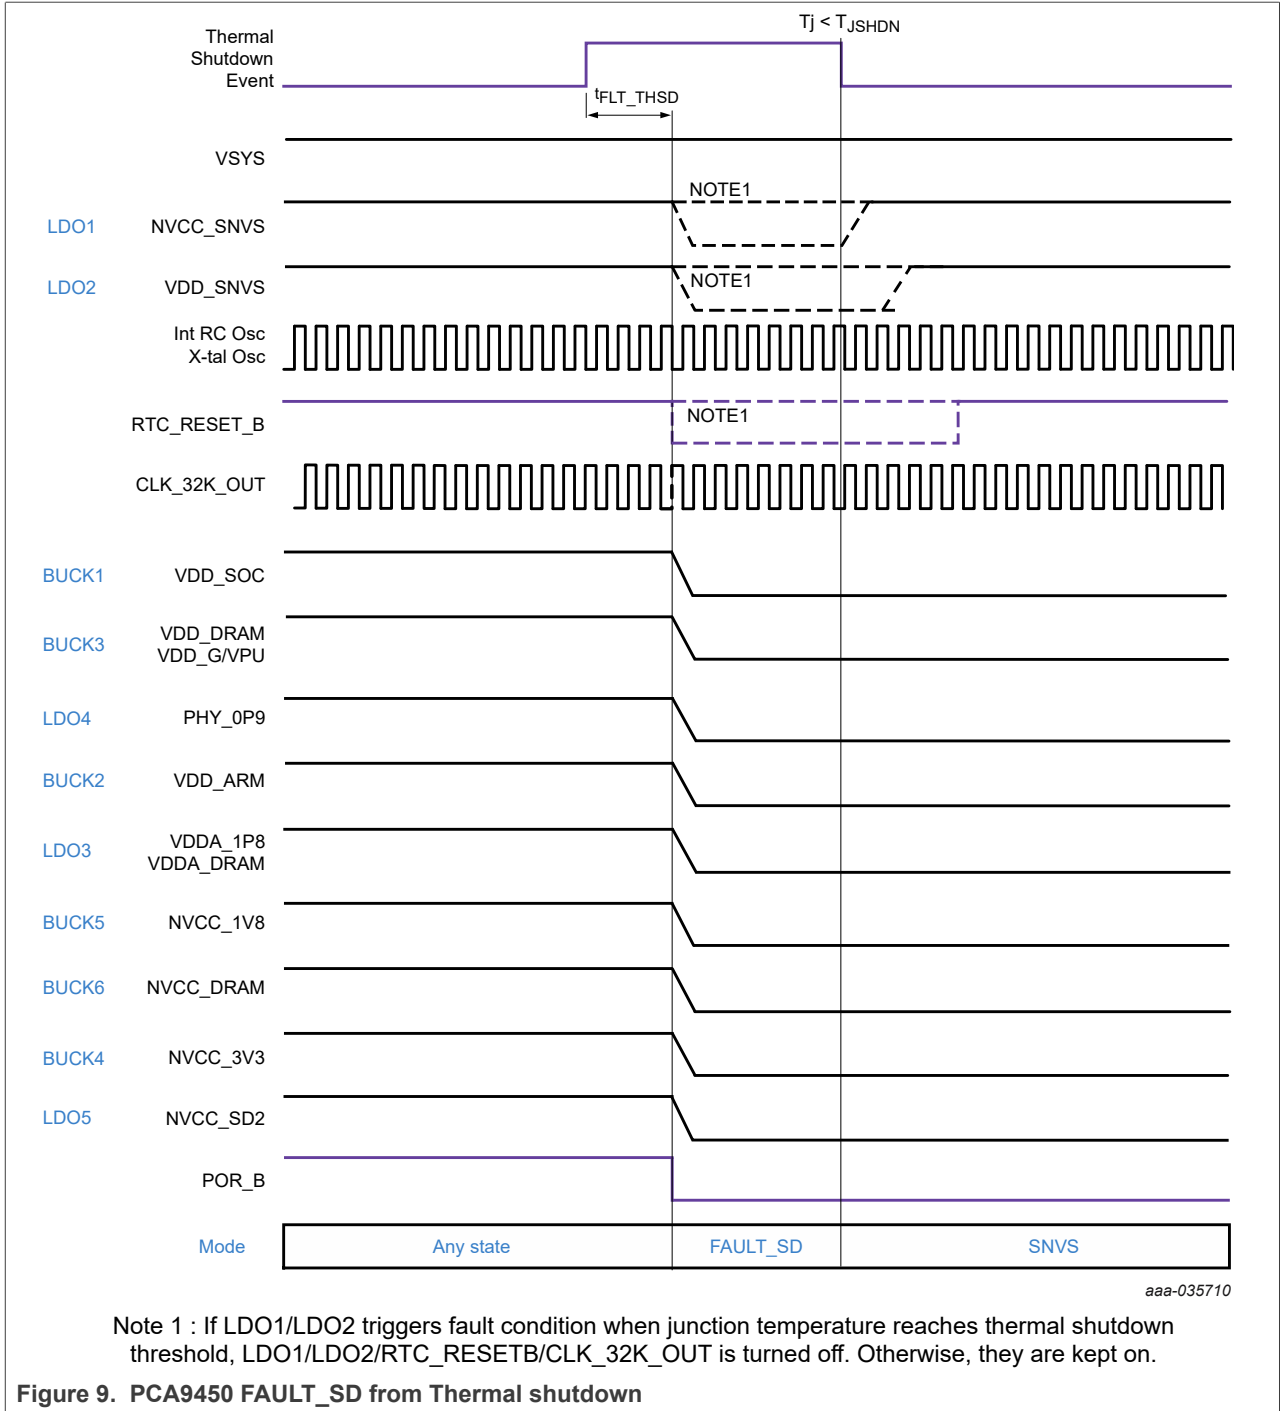 Tj < TJSHDN
Thermal
Shutdown
Event
tFLT_THSD
VSYS
NOTE1
LDO1 NVCC_SNVS
NOTE1
LDO2 VDD_SNVS
Int RC Osc
X-tal Osc
NOTE1
RTC_RESET_B
CLK_32K_OUT
BUCK1 VDD_SOC
BUCK3 VDD_DRAM
VDD_G/VPU
LDO4 PHY_0P9
BUCK2 VDD_ARM
LDO3 VDDA_1P8
VDDA_DRAM
BUCK5 NVCC_1V8
BUCK6 NVCC_DRAM
BUCK4 NVCC_3V3
LDO5 NVCC_SD2
POR_B
Mode Any state FAULT_SD SNVS
aaa-035710
Note 1 : If LDO1/LDO2 triggers fault condition when junction temperature reaches thermal shutdown
threshold, LDO1/LDO2/RTC_RESETB/CLK_32K_OUT is turned off. Otherwise, they are kept on.
Figure 9. PCA9450 FAULT_SD from Thermal shutdown